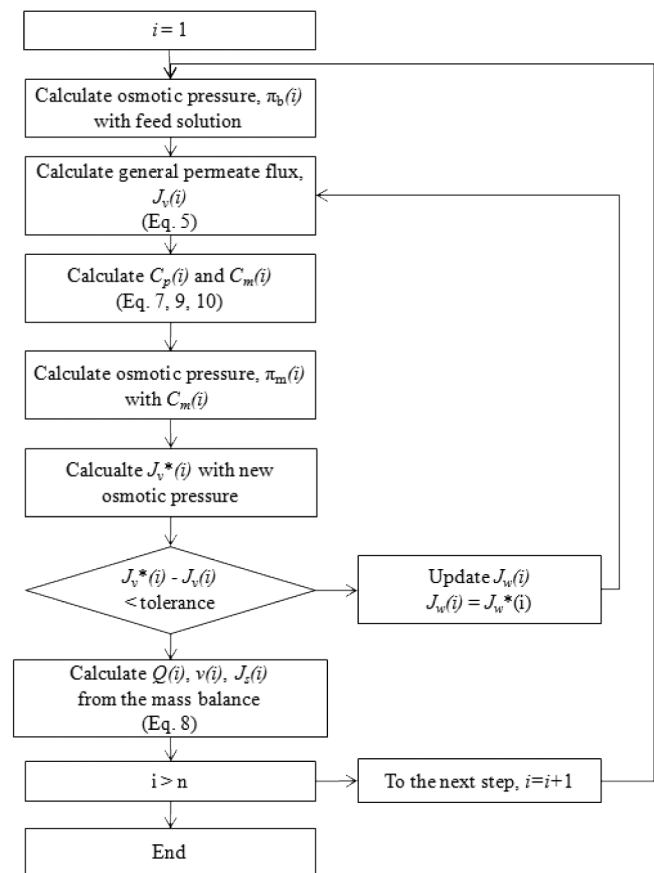 i = 1
Calculate osmotic pressure, πb(i)
with feed solution
Calculate general permeate flux,
Jv(i)
(Eq. 5)
Calculate Cp(i) and Cm(i)
(Eq. 7, 9, 10)
Calculate osmotic pressure, πm(i)
with Cm(i)
Calcualte Jv*(i) with new
osmotic pressure
Jv*(i) - Jv(i)
< tolerance
Update Jw(i)
Jw(i) = Jw*(i)
Calculate Q(i), v(i), Js(i)
from the mass balance
(Eq. 8)
i > n
To the next step, i=i+1
End